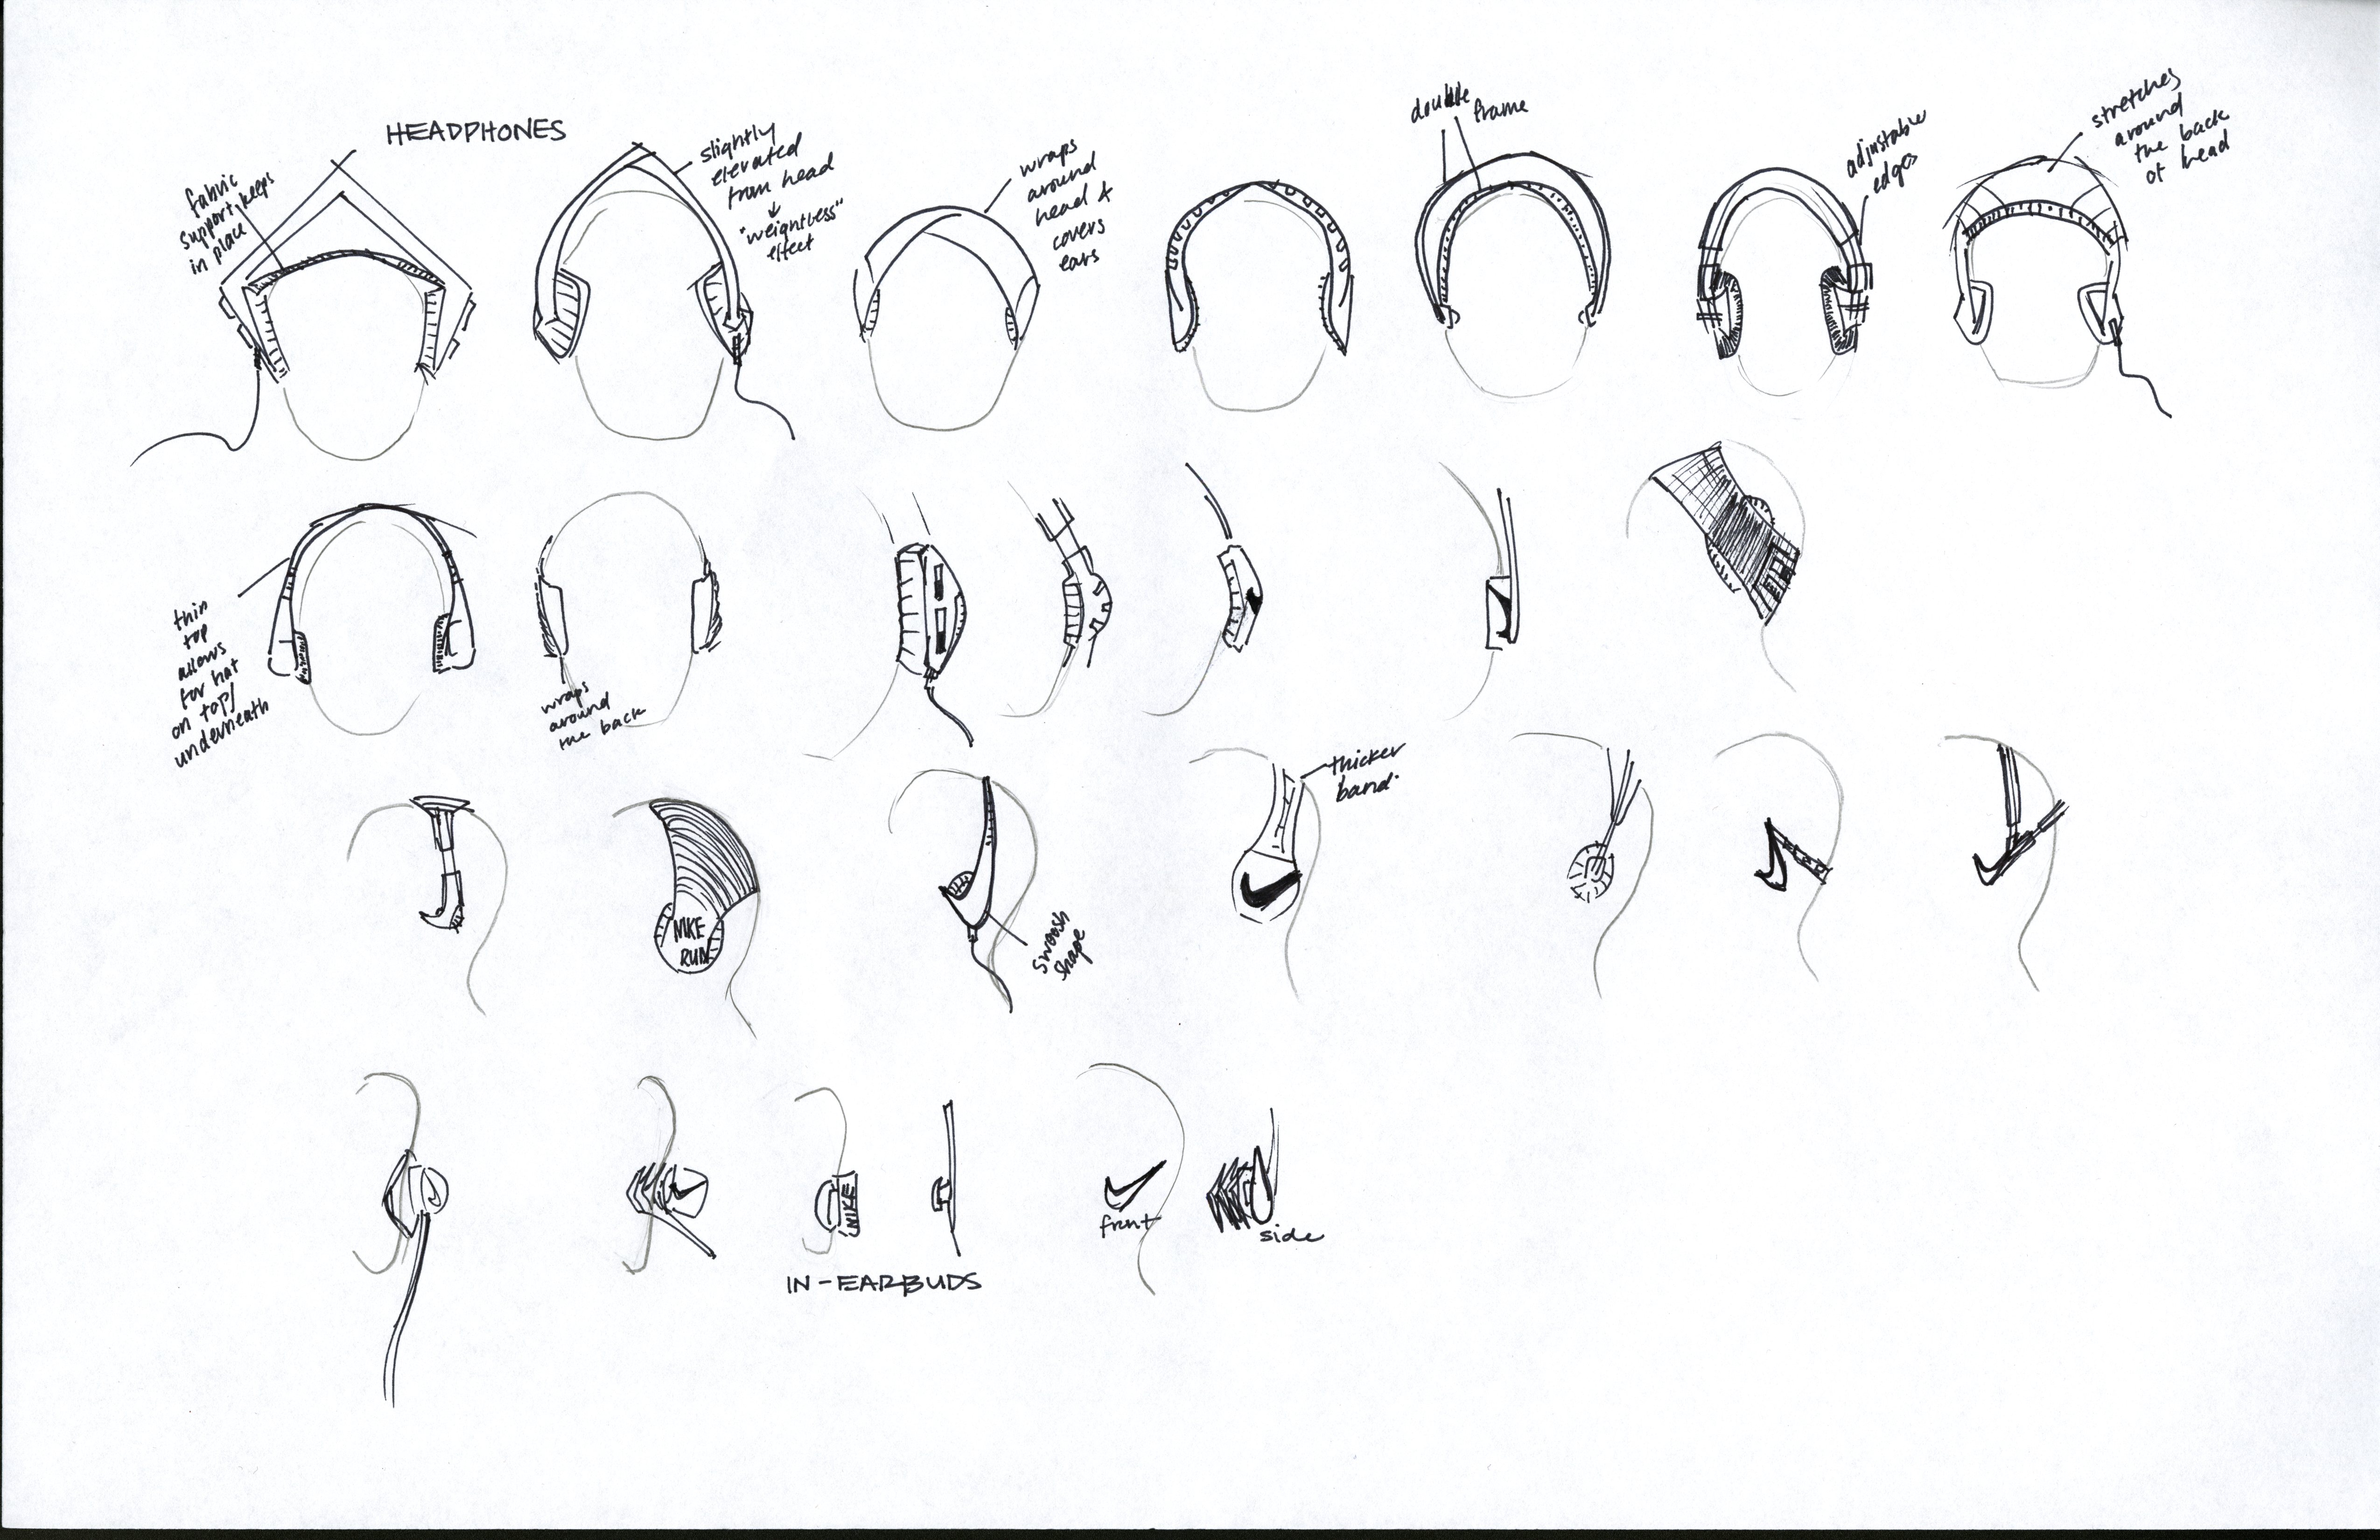 HEADPHONES
fabric
support, keeps
in place
slightly
elevated
from head
↓
"weightless"
effect
wraps
around
head &
covers
ears
double frame
adjustable
edges
stretches
around
the back
of head
thin
top
allows
for hat
on top/
underneath
wraps
around
the back
NIKE
RUN
swoosh
shape
thicker
band.
NIKE
IN-EARBUDS
front
side